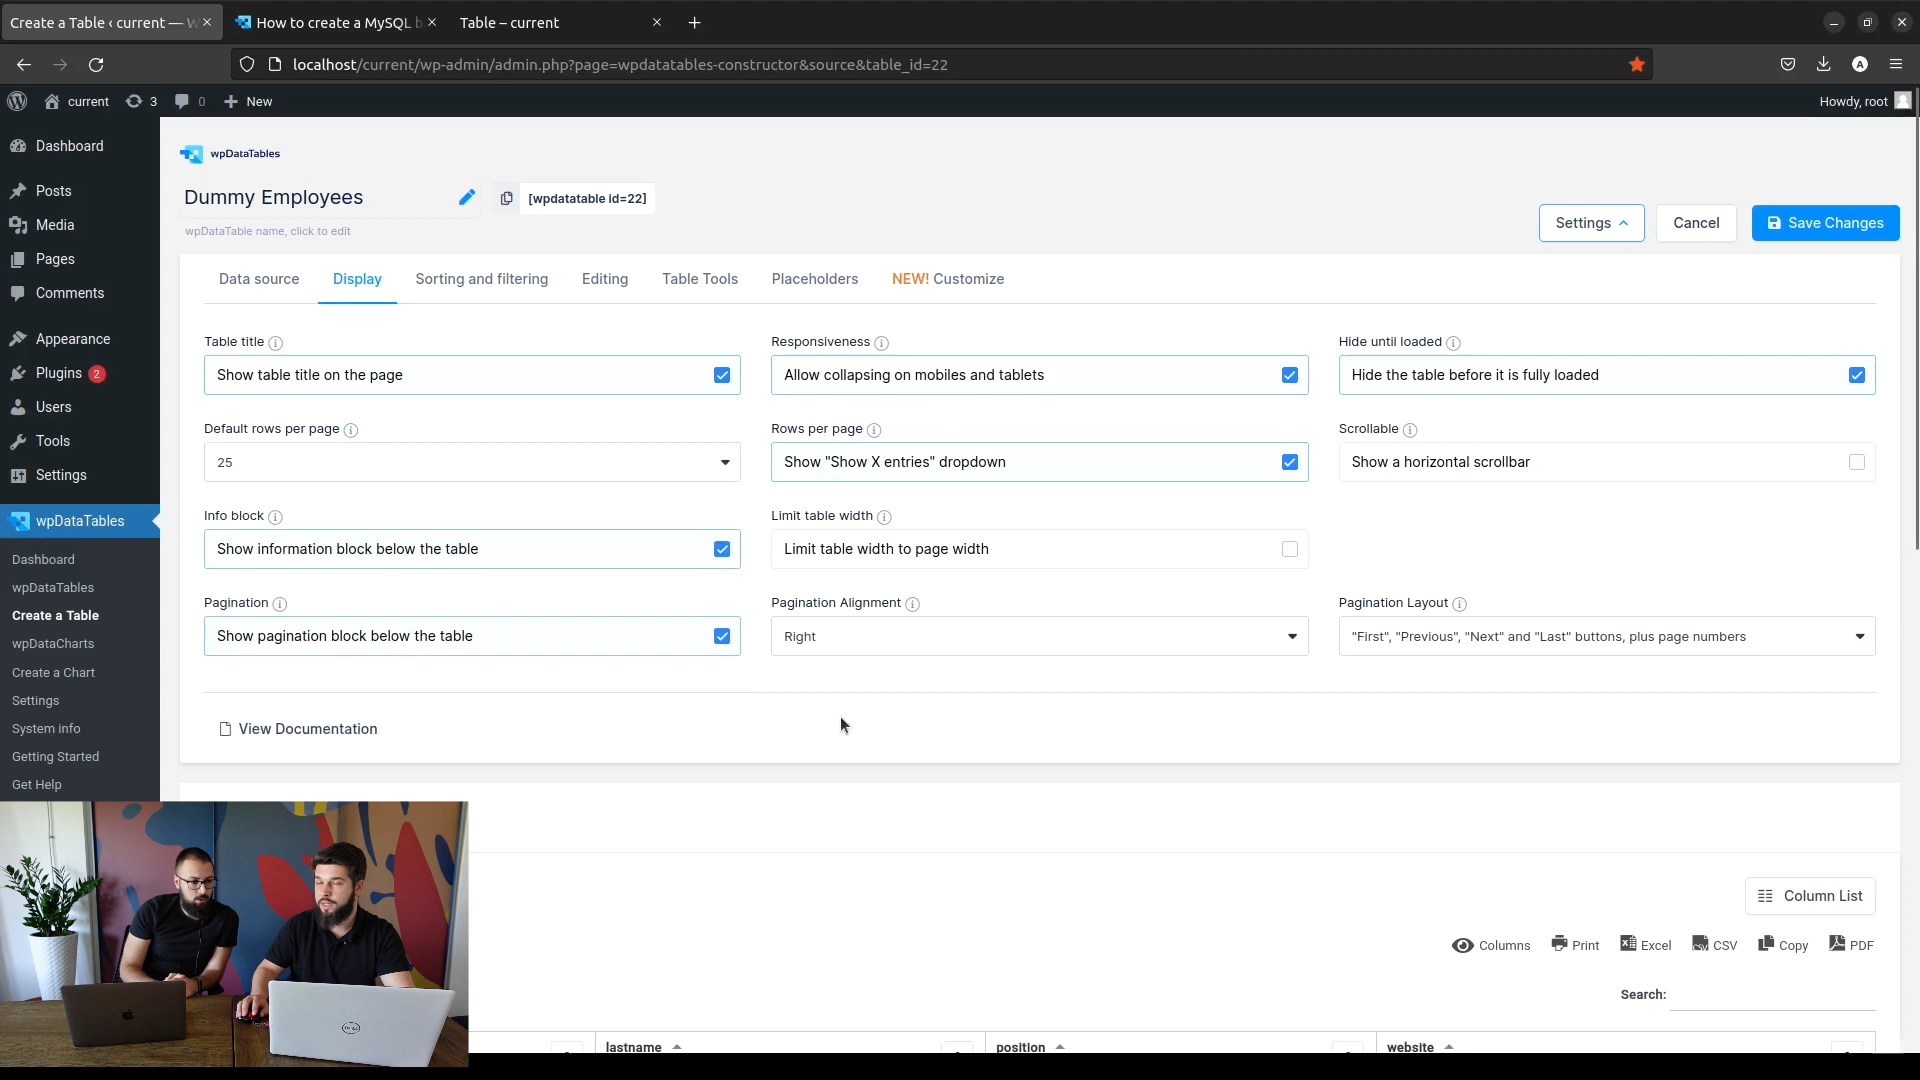 Create a Table ‹ current — W
How to create a MySQL b
Table – current
localhost/current/wp-admin/admin.php?page=wpdatatables-constructor&source&table_id=22
A
current
3
0
New
Howdy, root
Dashboard
Posts
Media
Pages
Comments
Appearance
Plugins 2
Users
Tools
Settings
wpDataTables
Dashboard
wpDataTables
Create a Table
wpDataCharts
Create a Chart
Settings
System info
Getting Started
Get Help
wpDataTables
Dummy Employees
[wpdatatable id=22]
wpDataTable name, click to edit
Settings
Cancel
Save Changes
Data source
Display
Sorting and filtering
Editing
Table Tools
Placeholders
NEW! Customize
Table title
Responsiveness
Hide until loaded
Show table title on the page
Allow collapsing on mobiles and tablets
Hide the table before it is fully loaded
Default rows per page
Rows per page
Scrollable
25
Show "Show X entries" dropdown
Show a horizontal scrollbar
Info block
Limit table width
Show information block below the table
Limit table width to page width
Pagination
Pagination Alignment
Pagination Layout
Show pagination block below the table
Right
"First", "Previous", "Next" and "Last" buttons, plus page numbers
View Documentation
Column List
Columns
Print
Excel
CSV
Copy
PDF
Search:
lastname
position
website
DELL